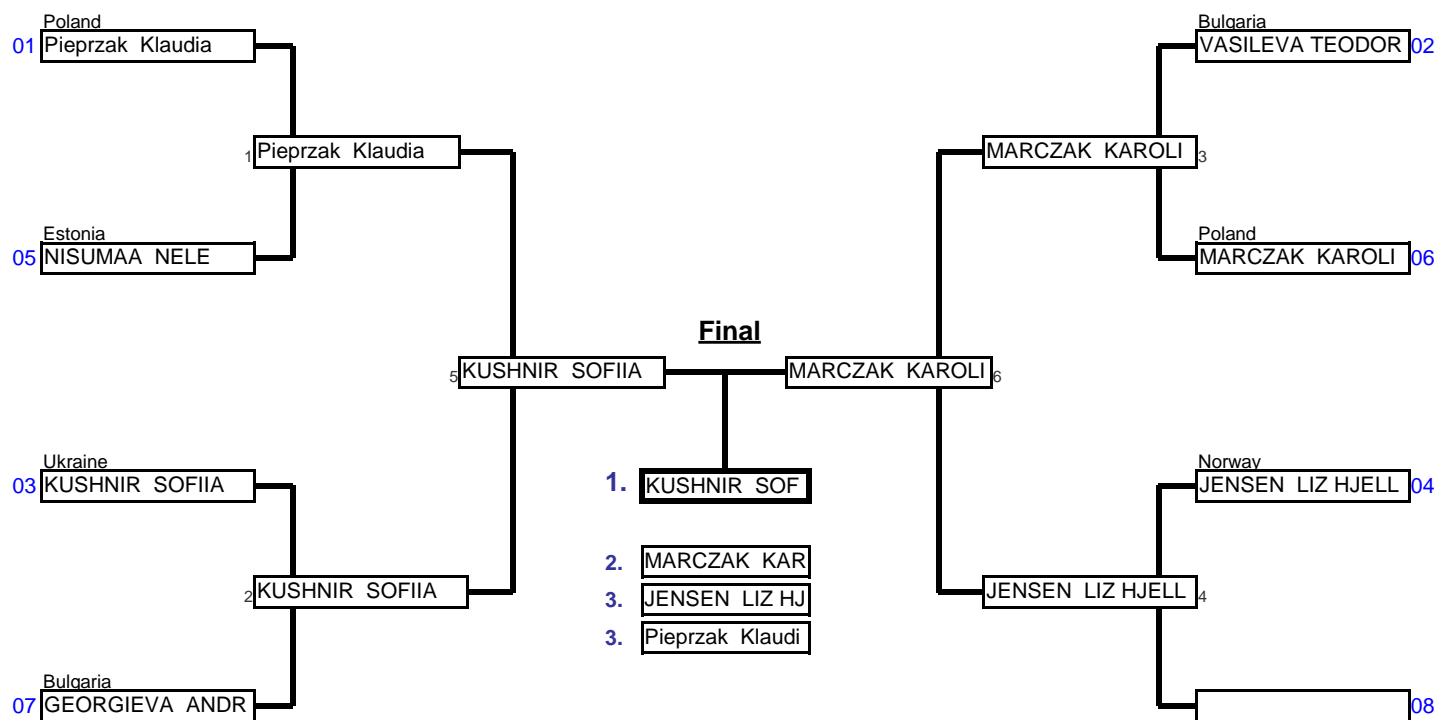 Poland
01 Pieprzak Klaudia
Bulgaria
VASILEVA TEODOR 02
1 Pieprzak Klaudia
MARCZAK KAROLI 3
Estonia
05 NISUMAA NELE
Poland
MARCZAK KAROLI 06
Final
5 KUSHNIR SOFIIA
MARCZAK KAROLI 6
Ukraine
03 KUSHNIR SOFIIA
1. KUSHNIR SOF
Norway
JENSEN LIZ HJELL 04
2. MARCZAK KAR
2 KUSHNIR SOFIIA
3. JENSEN LIZ HJ
JENSEN LIZ HJELL 4
3. Pieprzak Klaudi
Bulgaria
07 GEORGIEVA ANDR
08